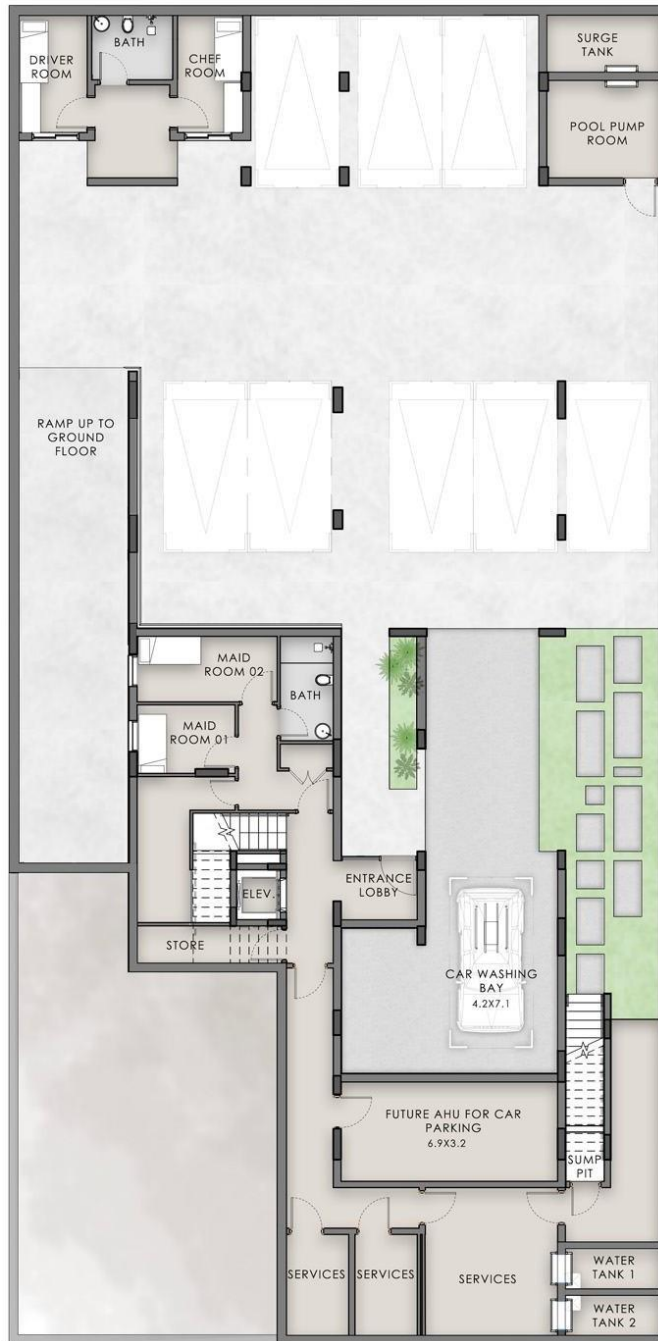 DRIVER
ROOM
BATH
CHEF
ROOM
SURGE
TANK
POOL PUMP
ROOM
RAMP UP TO
GROUND
FLOOR
MAID
ROOM 02
BATH
MAID
ROOM 01
ELEV.
ENTRANCE
LOBBY
STORE
CAR WASHING
BAY
4.2X7.1
FUTURE AHU FOR CAR
PARKING
6.9X3.2
SUMP
PIT
SERVICES
SERVICES
SERVICES
WATER
TANK 1
WATER
TANK 2